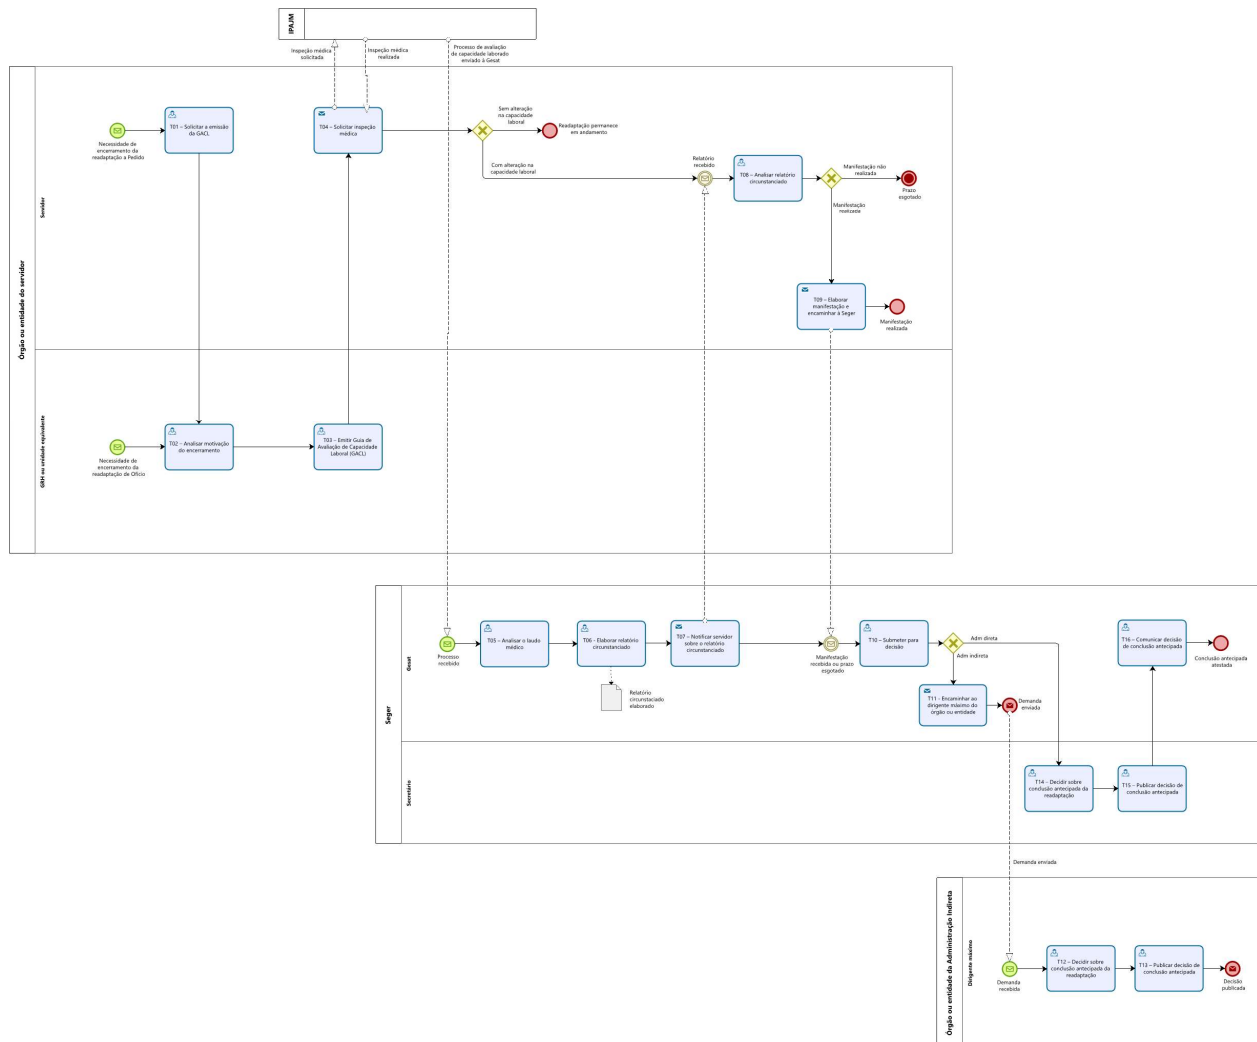 IPAJM
Inspeção médica
solicitada
Inspeção médica
realizada
Processo de avaliação
de capacidade laborado
enviado à Gesat
Órgão ou entidade do servidor
Servidor
Necessidade de
encerramento da
readaptação a Pedido
T01 – Solicitar a emissão
da GACL
T04 – Solicitar inspeção
médica
Sem alteração
na capacidade
laboral
Readaptação permanece
em andamento
Com alteração na
capacidade laboral
Relatório
recebido
T08 – Analisar relatório
circunstanciado
Manifestação não
realizada
Prazo
esgotado
Manifestação
realizada
T09 – Elaborar
manifestação e
encaminhar à Seger
Manifestação
realizada
GRH ou unidade equivalente
Necessidade de
encerramento da
readaptação de Ofício
T02 – Analisar motivação
do encerramento
T03 – Emitir Guia de
Avaliação de Capacidade
Laboral (GACL)
Seger
Gesat
Processo
recebido
T05 – Analisar o laudo
médico
T06 - Elaborar relatório
circunstanciado
Relatório
circunstaciado
elaborado
T07 – Notificar servidor
sobre o relatório
circunstanciado
Manifestação
recebida ou prazo
esgotado
T10 – Submeter para
decisão
Adm direta
Adm indireta
T11 - Encaminhar ao
dirigente máximo do
órgão ou entidade
Demanda
enviada
T16 – Comunicar decisão
de conclusão antecipada
Conclusão antecipada
atestada
Secretário
T14 – Decidir sobre
conclusão antecipada da
readaptação
T15 – Publicar decisão de
conclusão antecipada
Demanda enviada
Órgão ou entidade da Administração Indireta
Dirigente máximo
Demanda
recebida
T12 – Decidir sobre
conclusão antecipada da
readaptação
T13 – Publicar decisão de
conclusão antecipada
Decisão
publicada